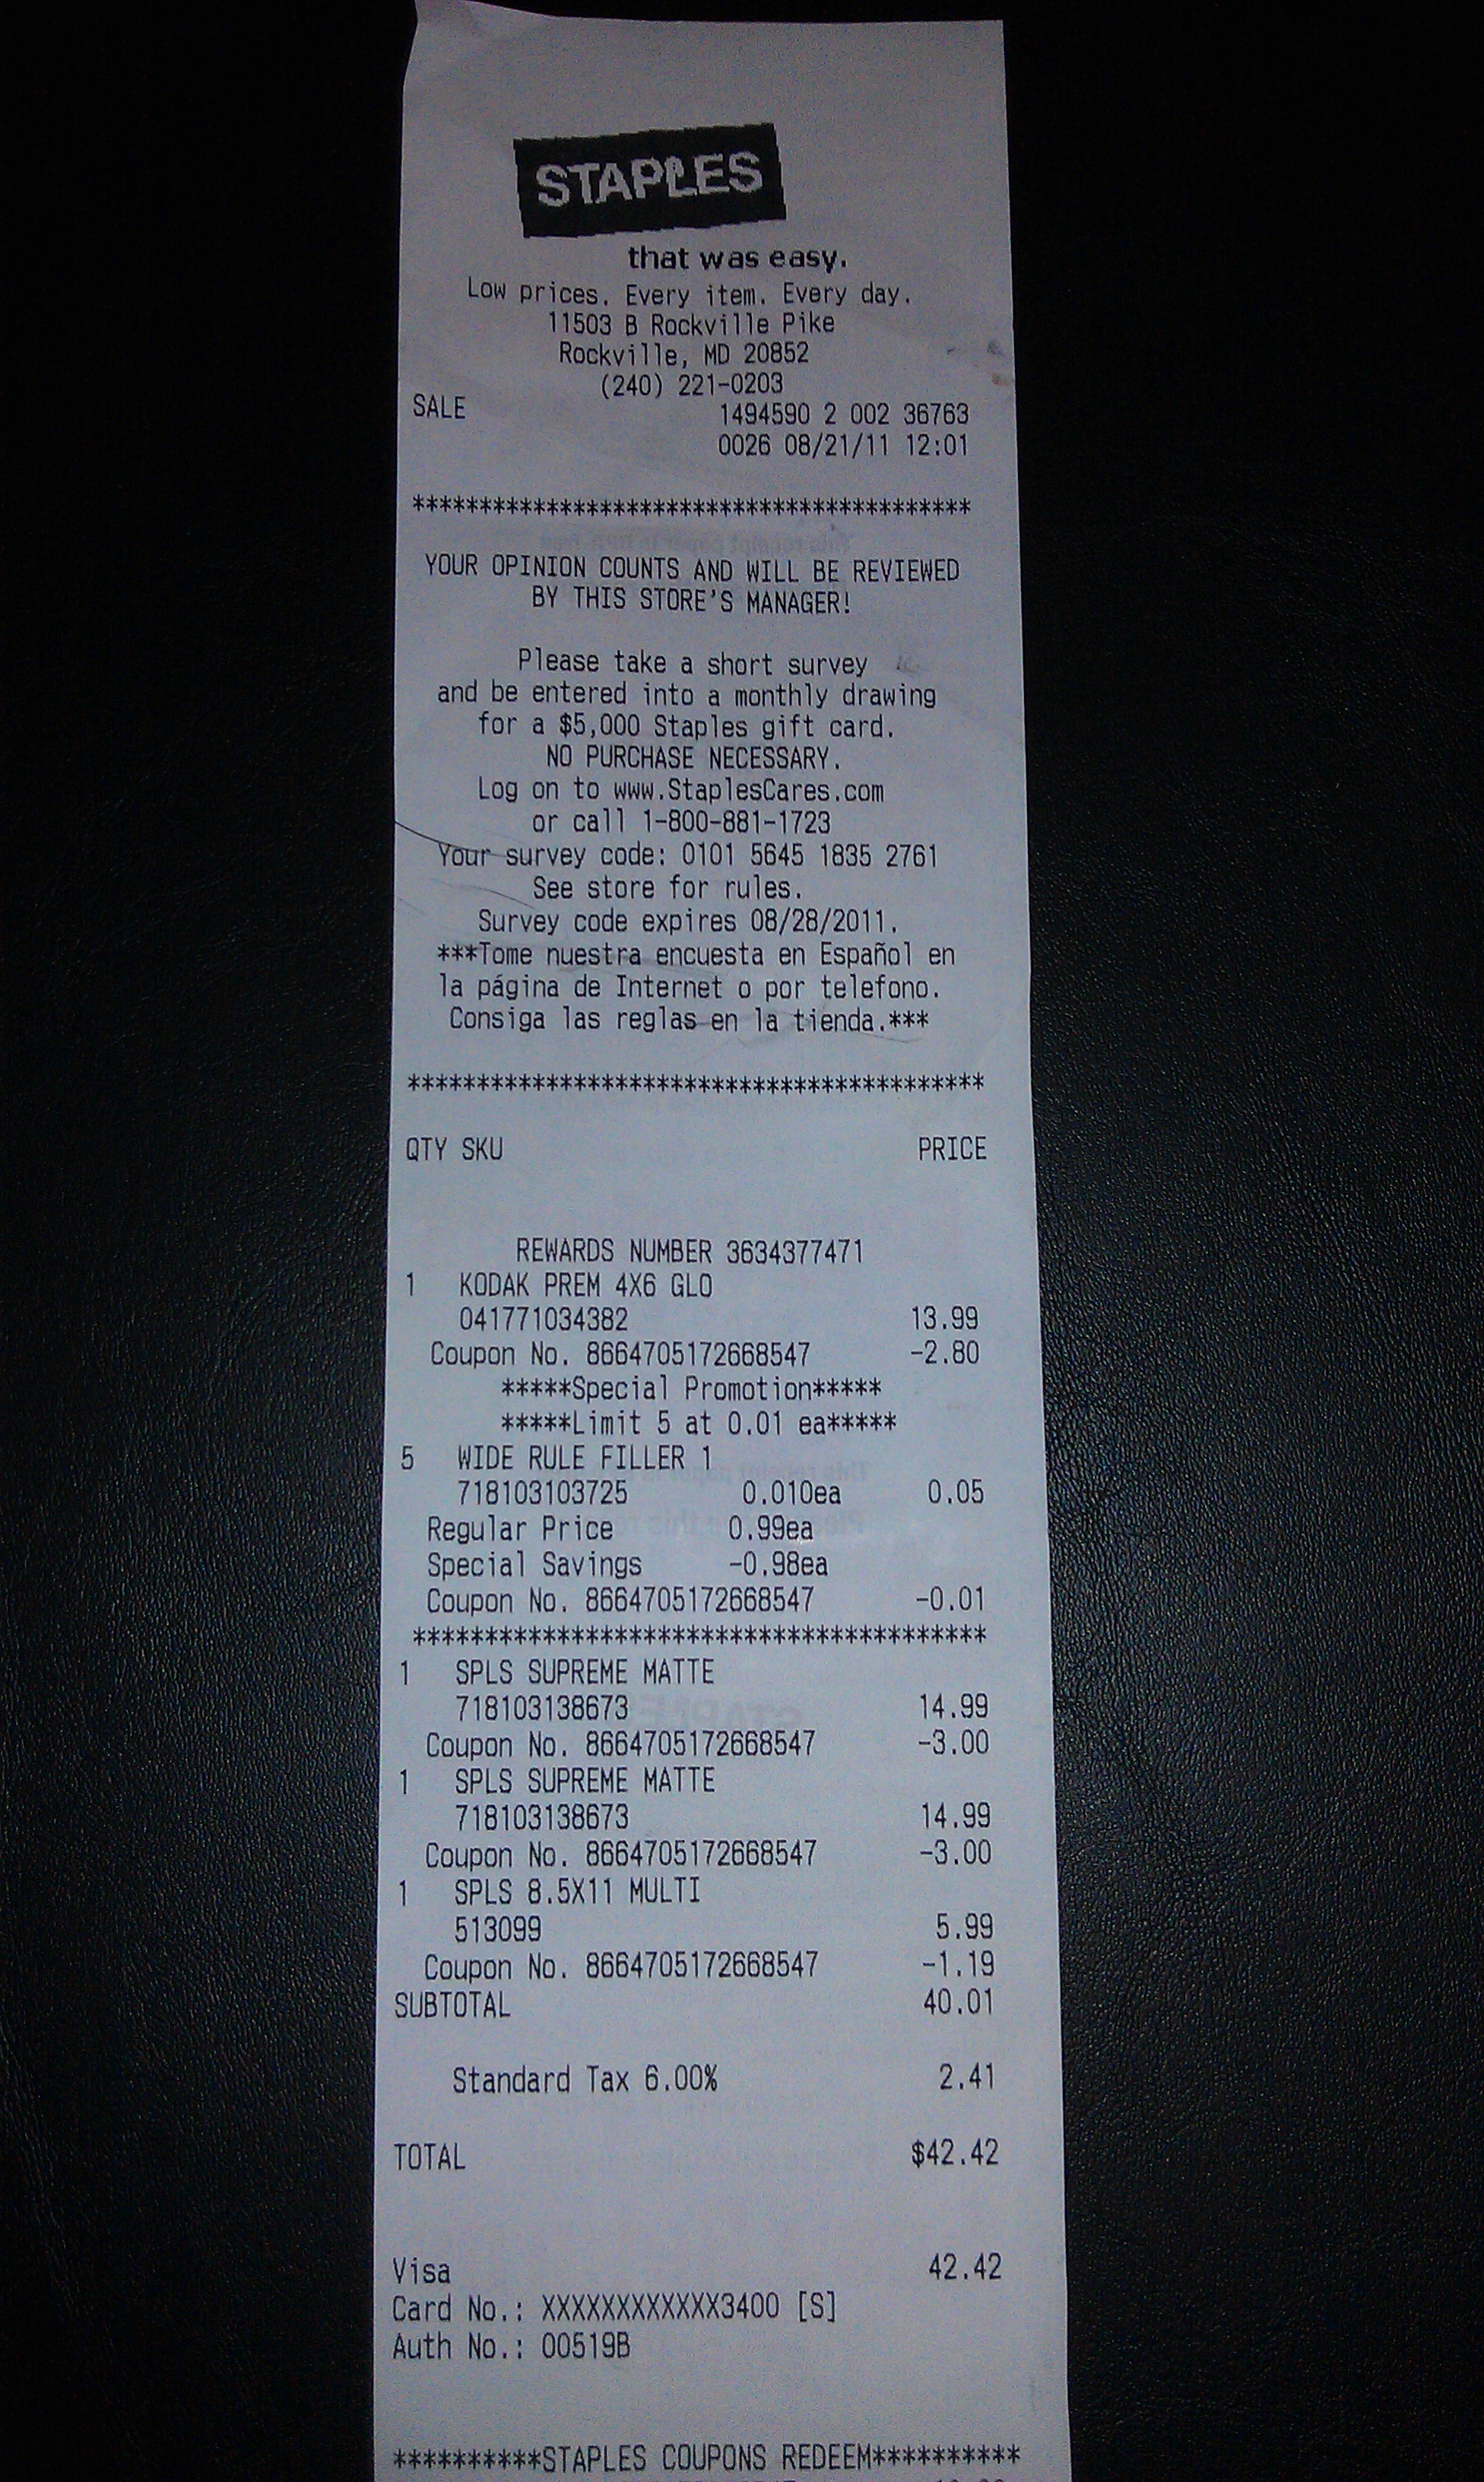 STAPLES
that was easy.
Low prices. Every item. Every day.
11503 B Rockville Pike
Rockville, MD 20852
(240) 221-0203
SALE 1494590 2 002 36763
0026 08/21/11 12:01
******************************************
YOUR OPINION COUNTS AND WILL BE REVIEWED
BY THIS STORE'S MANAGER!
Please take a short survey
and be entered into a monthly drawing
for a $5,000 Staples gift card.
NO PURCHASE NECESSARY.
Log on to www.StaplesCares.com
or call 1-800-881-1723
Your survey code: 0101 5645 1835 2761
See store for rules.
Survey code expires 08/28/2011.
***Tome nuestra encuesta en Español en
la página de Internet o por telefono.
Consiga las reglas en la tienda.***
******************************************
QTY SKU PRICE
REWARDS NUMBER 3634377471
1 KODAK PREM 4X6 GLO
041771034382 13.99
Coupon No. 8664705172668547 -2.80
*****Special Promotion*****
*****Limit 5 at 0.01 ea*****
5 WIDE RULE FILLER 1
718103103725 0.010ea 0.05
Regular Price 0.99ea
Special Savings -0.98ea
Coupon No. 8664705172668547 -0.01
****************************************
1 SPLS SUPREME MATTE
718103138673 14.99
Coupon No. 8664705172668547 -3.00
1 SPLS SUPREME MATTE
718103138673 14.99
Coupon No. 8664705172668547 -3.00
1 SPLS 8.5X11 MULTI
513099 5.99
Coupon No. 8664705172668547 -1.19
SUBTOTAL 40.01
Standard Tax 6.00% 2.41
TOTAL $42.42
Visa 42.42
Card No.: XXXXXXXXXXXX3400 [S]
Auth No.: 00519B
**********STAPLES COUPONS REDEEM**********